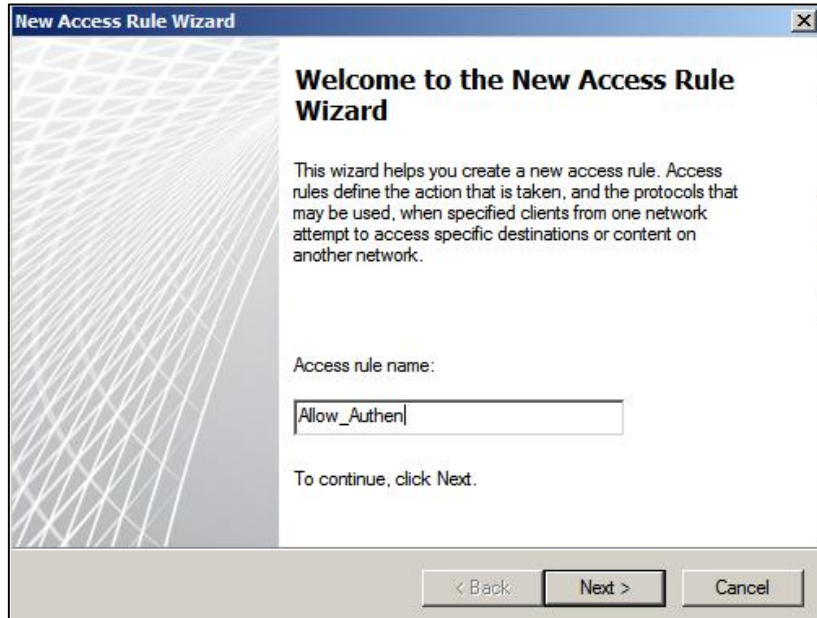 New Access Rule Wizard
Welcome to the New Access Rule
Wizard
This wizard helps you create a new access rule. Access
rules define the action that is taken, and the protocols that
may be used, when specified clients from one network
attempt to access specific destinations or content on
another network.
Access rule name:
Allow_Authen
To continue, click Next.
< Back Next > Cancel